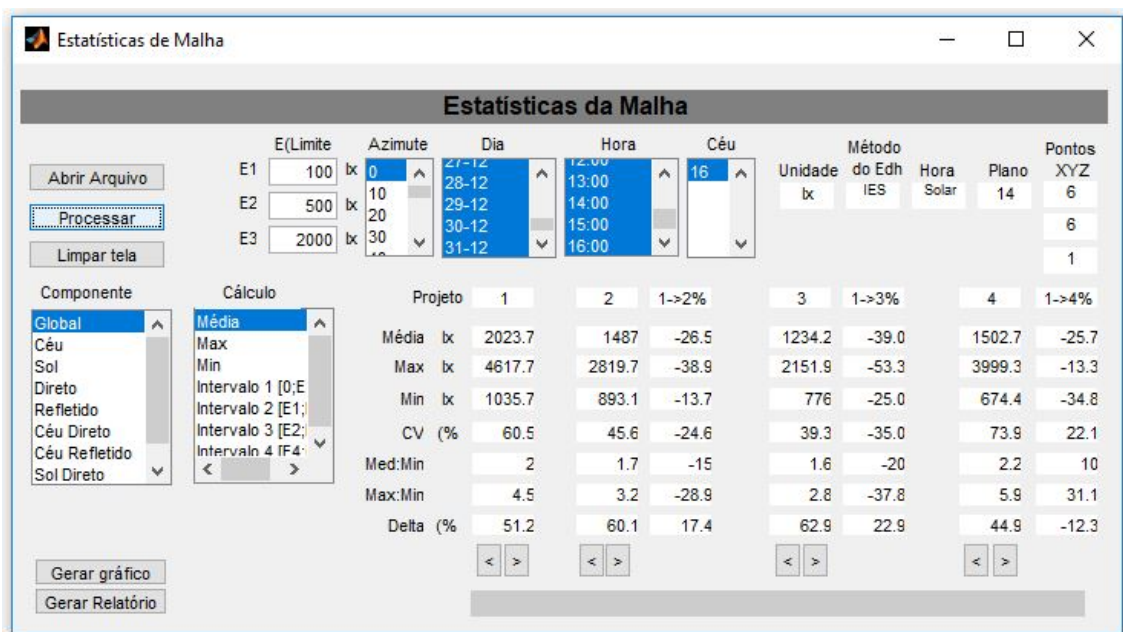 Estatísticas de Malha
Estatísticas da Malha
E(Limite Azimute Dia Hora Céu Unidade Método do Edh Hora Plano Pontos XYZ
Abrir Arquivo
Processar
Limpar tela
E1 100 lx
E2 500 lx
E3 2000 lx
0
10
20
30
27-12
28-12
29-12
30-12
31-12
12:00
13:00
14:00
15:00
16:00
16
lx IES Solar 14 6
6
1
Componente
Global
Céu
Sol
Direto
Refletido
Céu Direto
Céu Refletido
Sol Direto
Cálculo
Média
Max
Min
Intervalo 1 [0;E
Intervalo 2 [E1;
Intervalo 3 [E2;
Intervalo 4 [E4;
< >
Projeto 1 2 1->2% 3 1->3% 4 1->4%
Média lx 2023.7 1487 -26.5 1234.2 -39.0 1502.7 -25.7
Max lx 4617.7 2819.7 -38.9 2151.9 -53.3 3999.3 -13.3
Min lx 1035.7 893.1 -13.7 776 -25.0 674.4 -34.8
CV (% 60.5 45.6 -24.6 39.3 -35.0 73.9 22.1
Med:Min 2 1.7 -15 1.6 -20 2.2 10
Max:Min 4.5 3.2 -28.9 2.8 -37.8 5.9 31.1
Delta (% 51.2 60.1 17.4 62.9 22.9 44.9 -12.3
< > < > < > < >
Gerar gráfico
Gerar Relatório